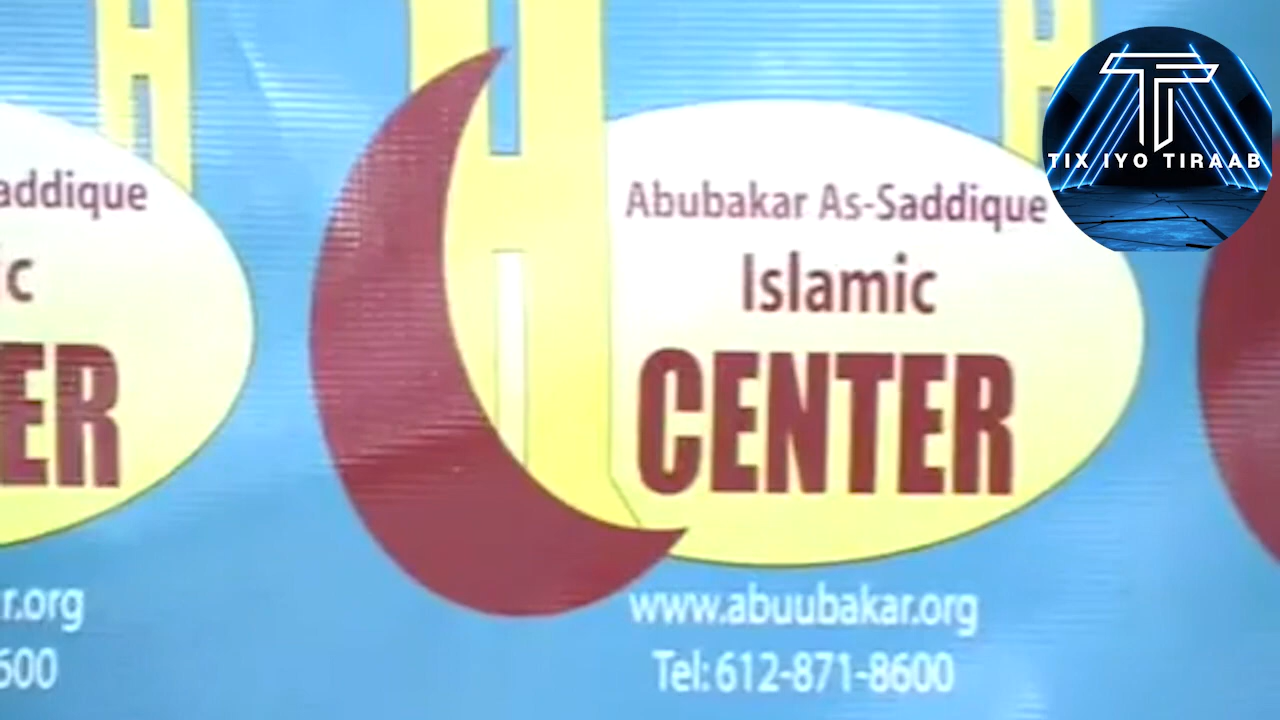 addique
ic
ER
r.org
600
Abubakar As-Saddique
Islamic
CENTER
www.abuubakar.org
Tel: 612-871-8600
TIX IYO TIRAAB